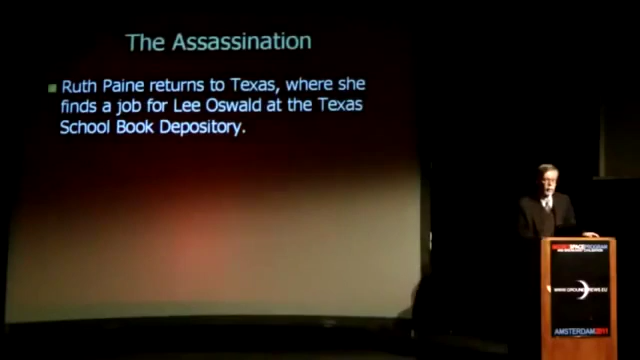 The Assassination
Ruth Paine returns to Texas, where she
finds a job for Lee Oswald at the Texas
School Book Depository.
AMSTERDAM2011